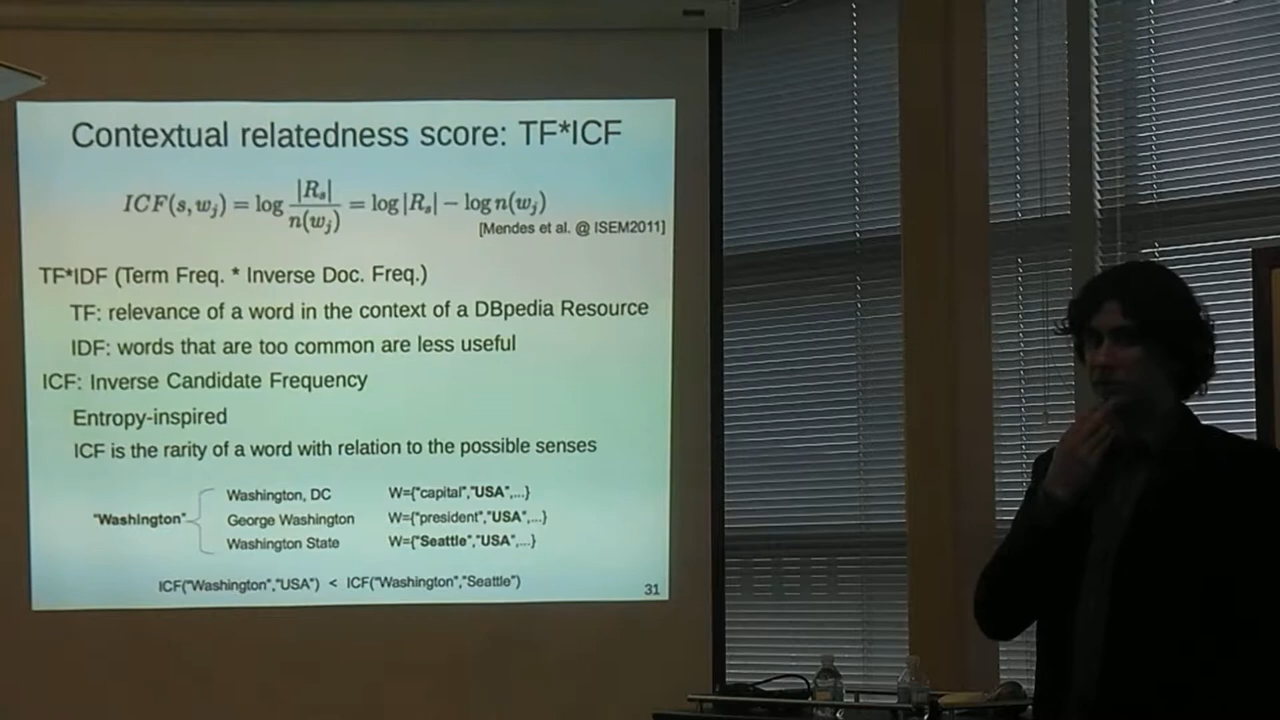 Contextual relatedness score: TF*ICF
ICF(s, w_j) = log |R_s| / n(w_j) = log |R_s| − log n(w_j)
[Mendes et al. @ ISEM2011]
TF*IDF (Term Freq. * Inverse Doc. Freq.)
TF: relevance of a word in the context of a DBpedia Resource
IDF: words that are too common are less useful
ICF: Inverse Candidate Frequency
Entropy-inspired
ICF is the rarity of a word with relation to the possible senses
Washington, DC W={"capital","USA",...}
"Washington" George Washington W={"president","USA",...}
Washington State W={"Seattle","USA",...}
ICF("Washington","USA") < ICF("Washington","Seattle")
31